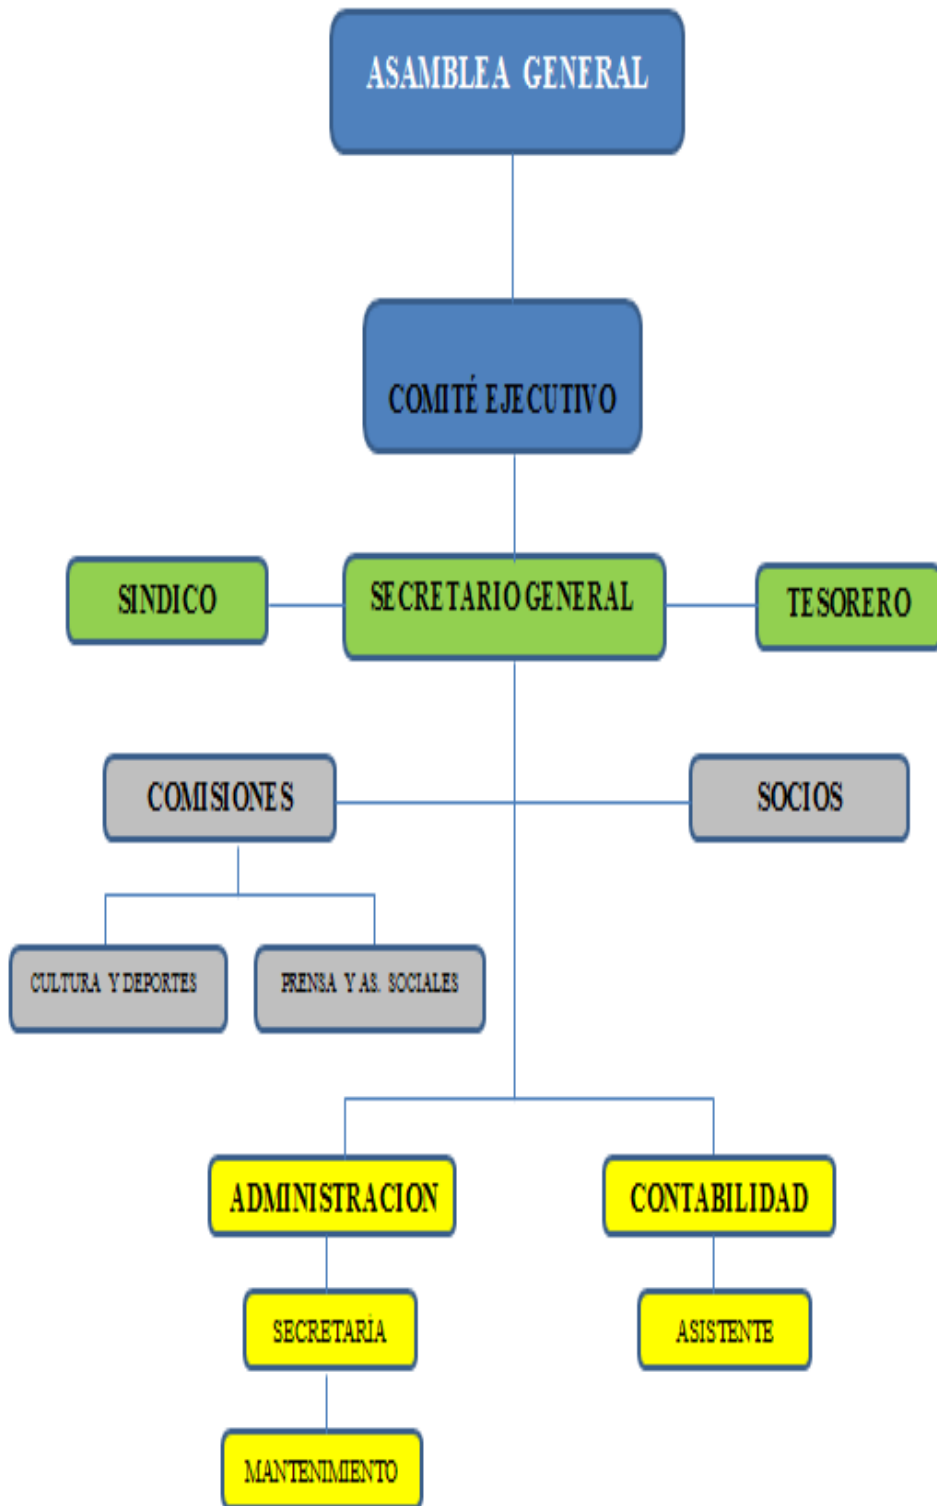 ASAMBLEA GENERAL
COMITÉ EJECUTIVO
SINDICO
SECRETARIO GENERAL
TESORERO
COMISIONES
SOCIOS
CULTURA Y DEPORTES
PRENSA Y AS. SOCIALES
ADMINISTRACION
CONTABILIDAD
SECRETARÍA
ASISTENTE
MANTENIMIENTO